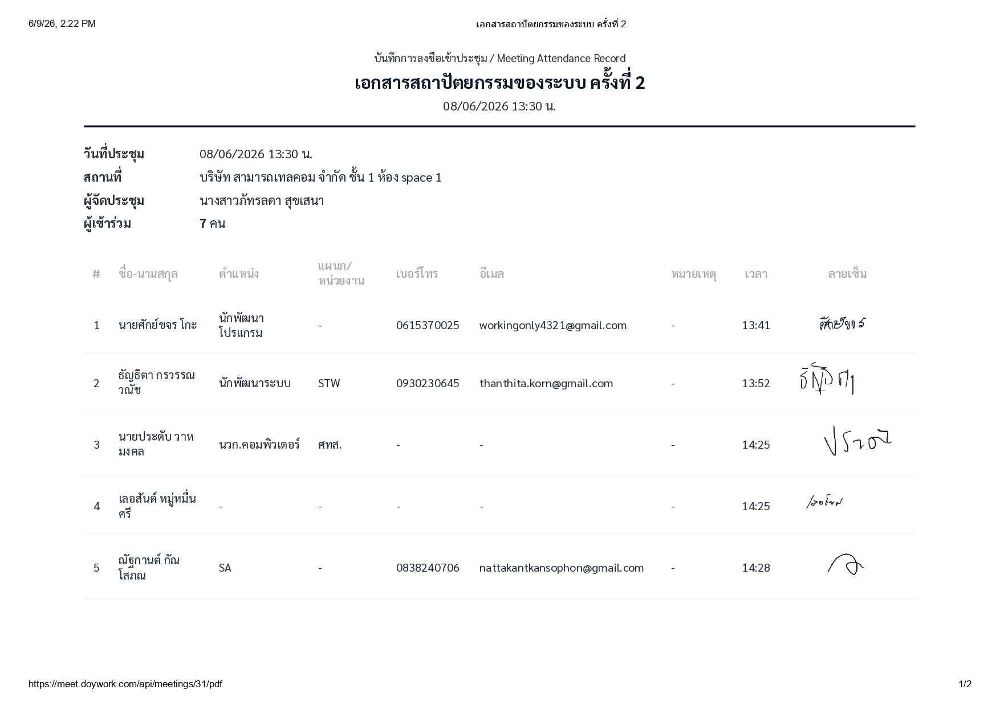 6/9/26, 2:22 PM เอกสารสถาปัตยกรรมของระบบ ครั้งที่ 2
บันทึกการลงชื่อเข้าประชุม / Meeting Attendance Record
เอกสารสถาปัตยกรรมของระบบ ครั้งที่ 2
08/06/2026 13:30 น.
วันที่ประชุม 08/06/2026 13:30 น.
สถานที่ บริษัท สามารถเทลคอม จำกัด ชั้น 1 ห้อง space 1
ผู้จัดประชุม นางสาวภัทรลดา สุขเสนา
ผู้เข้าร่วม 7 คน
# ชื่อ-นามสกุล ตำแหน่ง แผนก/ เบอร์โทร อีเมล หมายเหตุ เวลา ลายเซ็น
หน่วยงาน
นักพัฒนา
1 นายศักย์ขจร โกะ - 0615370025 workingonly4321@gmail.com - 13:41 ศักย์ขจร
โปรแกรม
ธัญธิตา กรวรรณ
2 นักพัฒนาระบบ STW 0930230645 thanthita.korn@gmail.com - 13:52 ธัญธิตา
วณัช
นายประดับ วาห
3 นวก.คอมพิวเตอร์ ศทส. - - - 14:25
มงคล
เลอสันต์ หมู่หมื่น
4 - - - - - 14:25
ศรี
ณัฐกานต์ กัณ
5 SA - 0838240706 nattakantkansophon@gmail.com - 14:28
โสภณ
https://meet.doywork.com/api/meetings/31/pdf 1/2